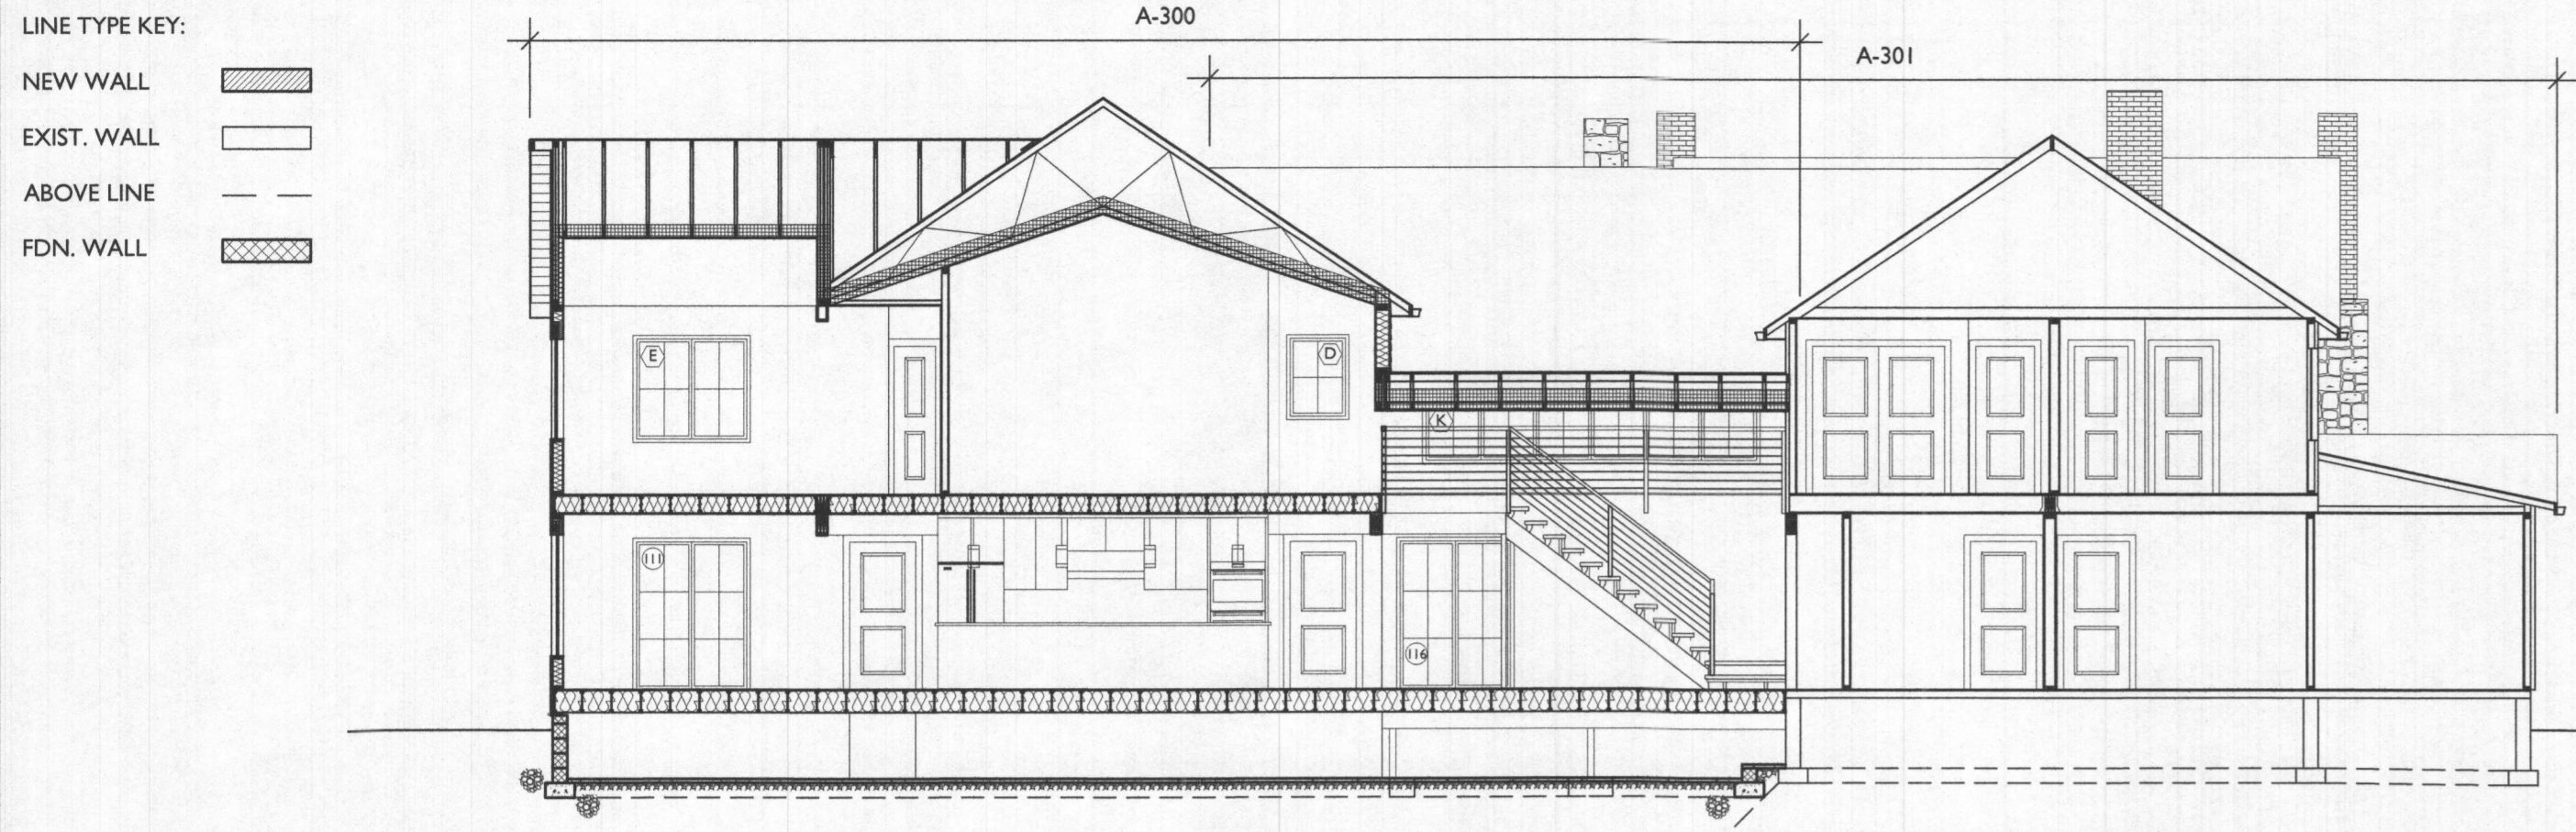 LINE TYPE KEY:
NEW WALL
EXIST. WALL
ABOVE LINE
FDN. WALL
A-300
A-301
E
D
K
111
116